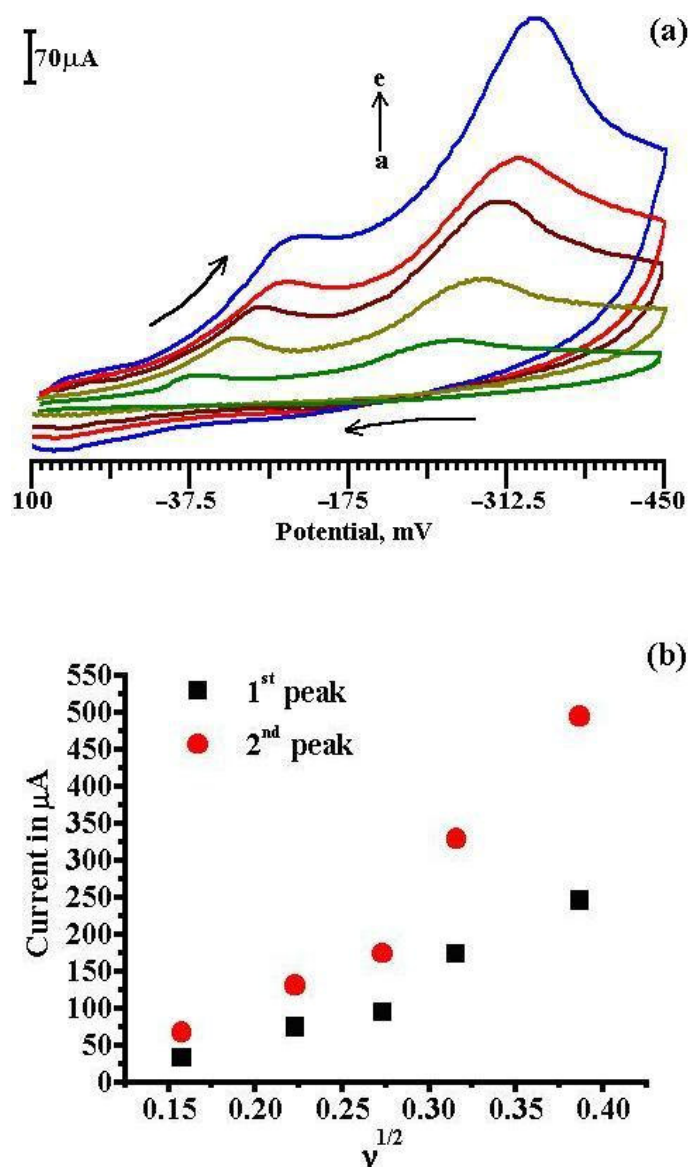 (a)
70μA
e
a
100 −37.5 −175 −312.5 −450
Potential, mV
(b)
550
500
450
400
350
300
250
200
150
100
50
0
Current in μA
1st peak
2nd peak
0.15 0.20 0.25 0.30 0.35 0.40
ν1/2